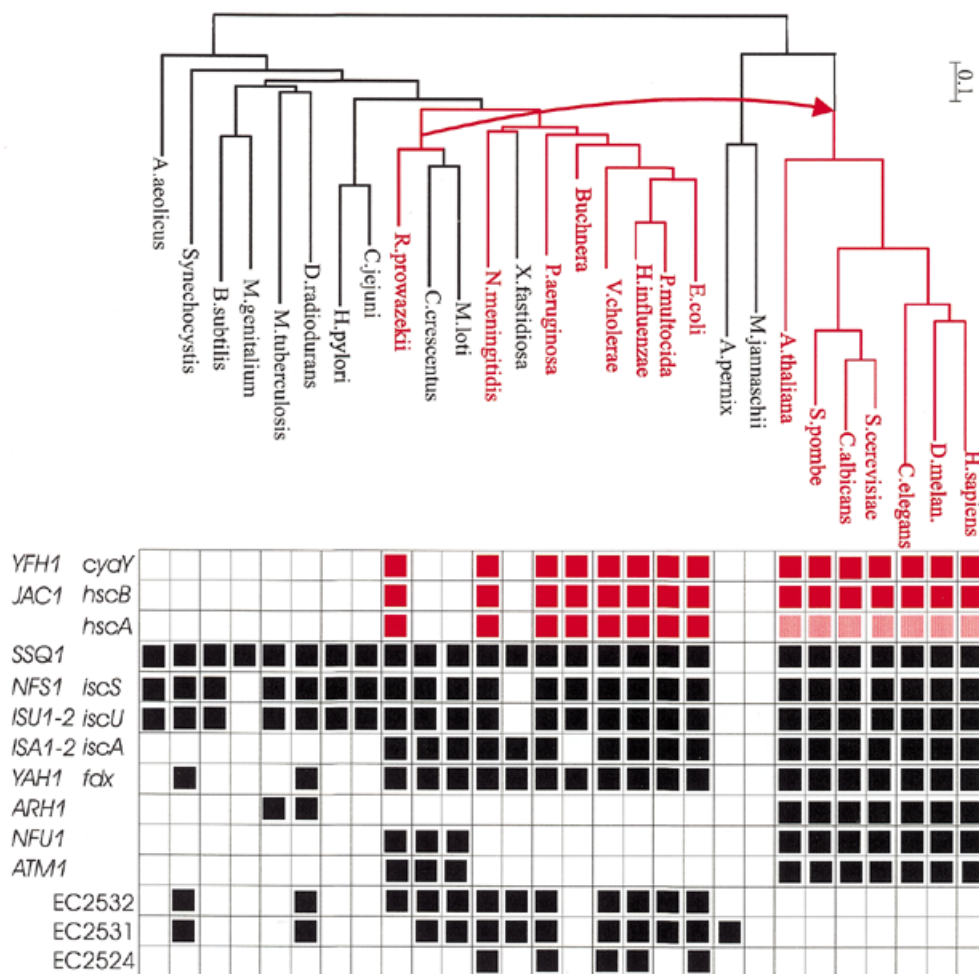 0.1
A.aeolicus
Synechocystis
B.subtilis
M.genitalium
M.tuberculosis
D.radiodurans
H.pylori
C.jejuni
R.prowazekii
C.crescentus
M.loti
N.meningitidis
X.fastidiosa
P.aeruginosa
Buchnera
V.cholerae
H.influenzae
P.multocida
E.coli
A.pernix
M.jannaschii
A.thaliana
S.pombe
C.albicans
S.cerevisiae
C.elegans
D.melan.
H.sapiens
YFH1 cyaY
JAC1 hscB
hscA
SSQ1
NFS1 iscS
ISU1-2 iscU
ISA1-2 iscA
YAH1 fdx
ARH1
NFU1
ATM1
EC2532
EC2531
EC2524